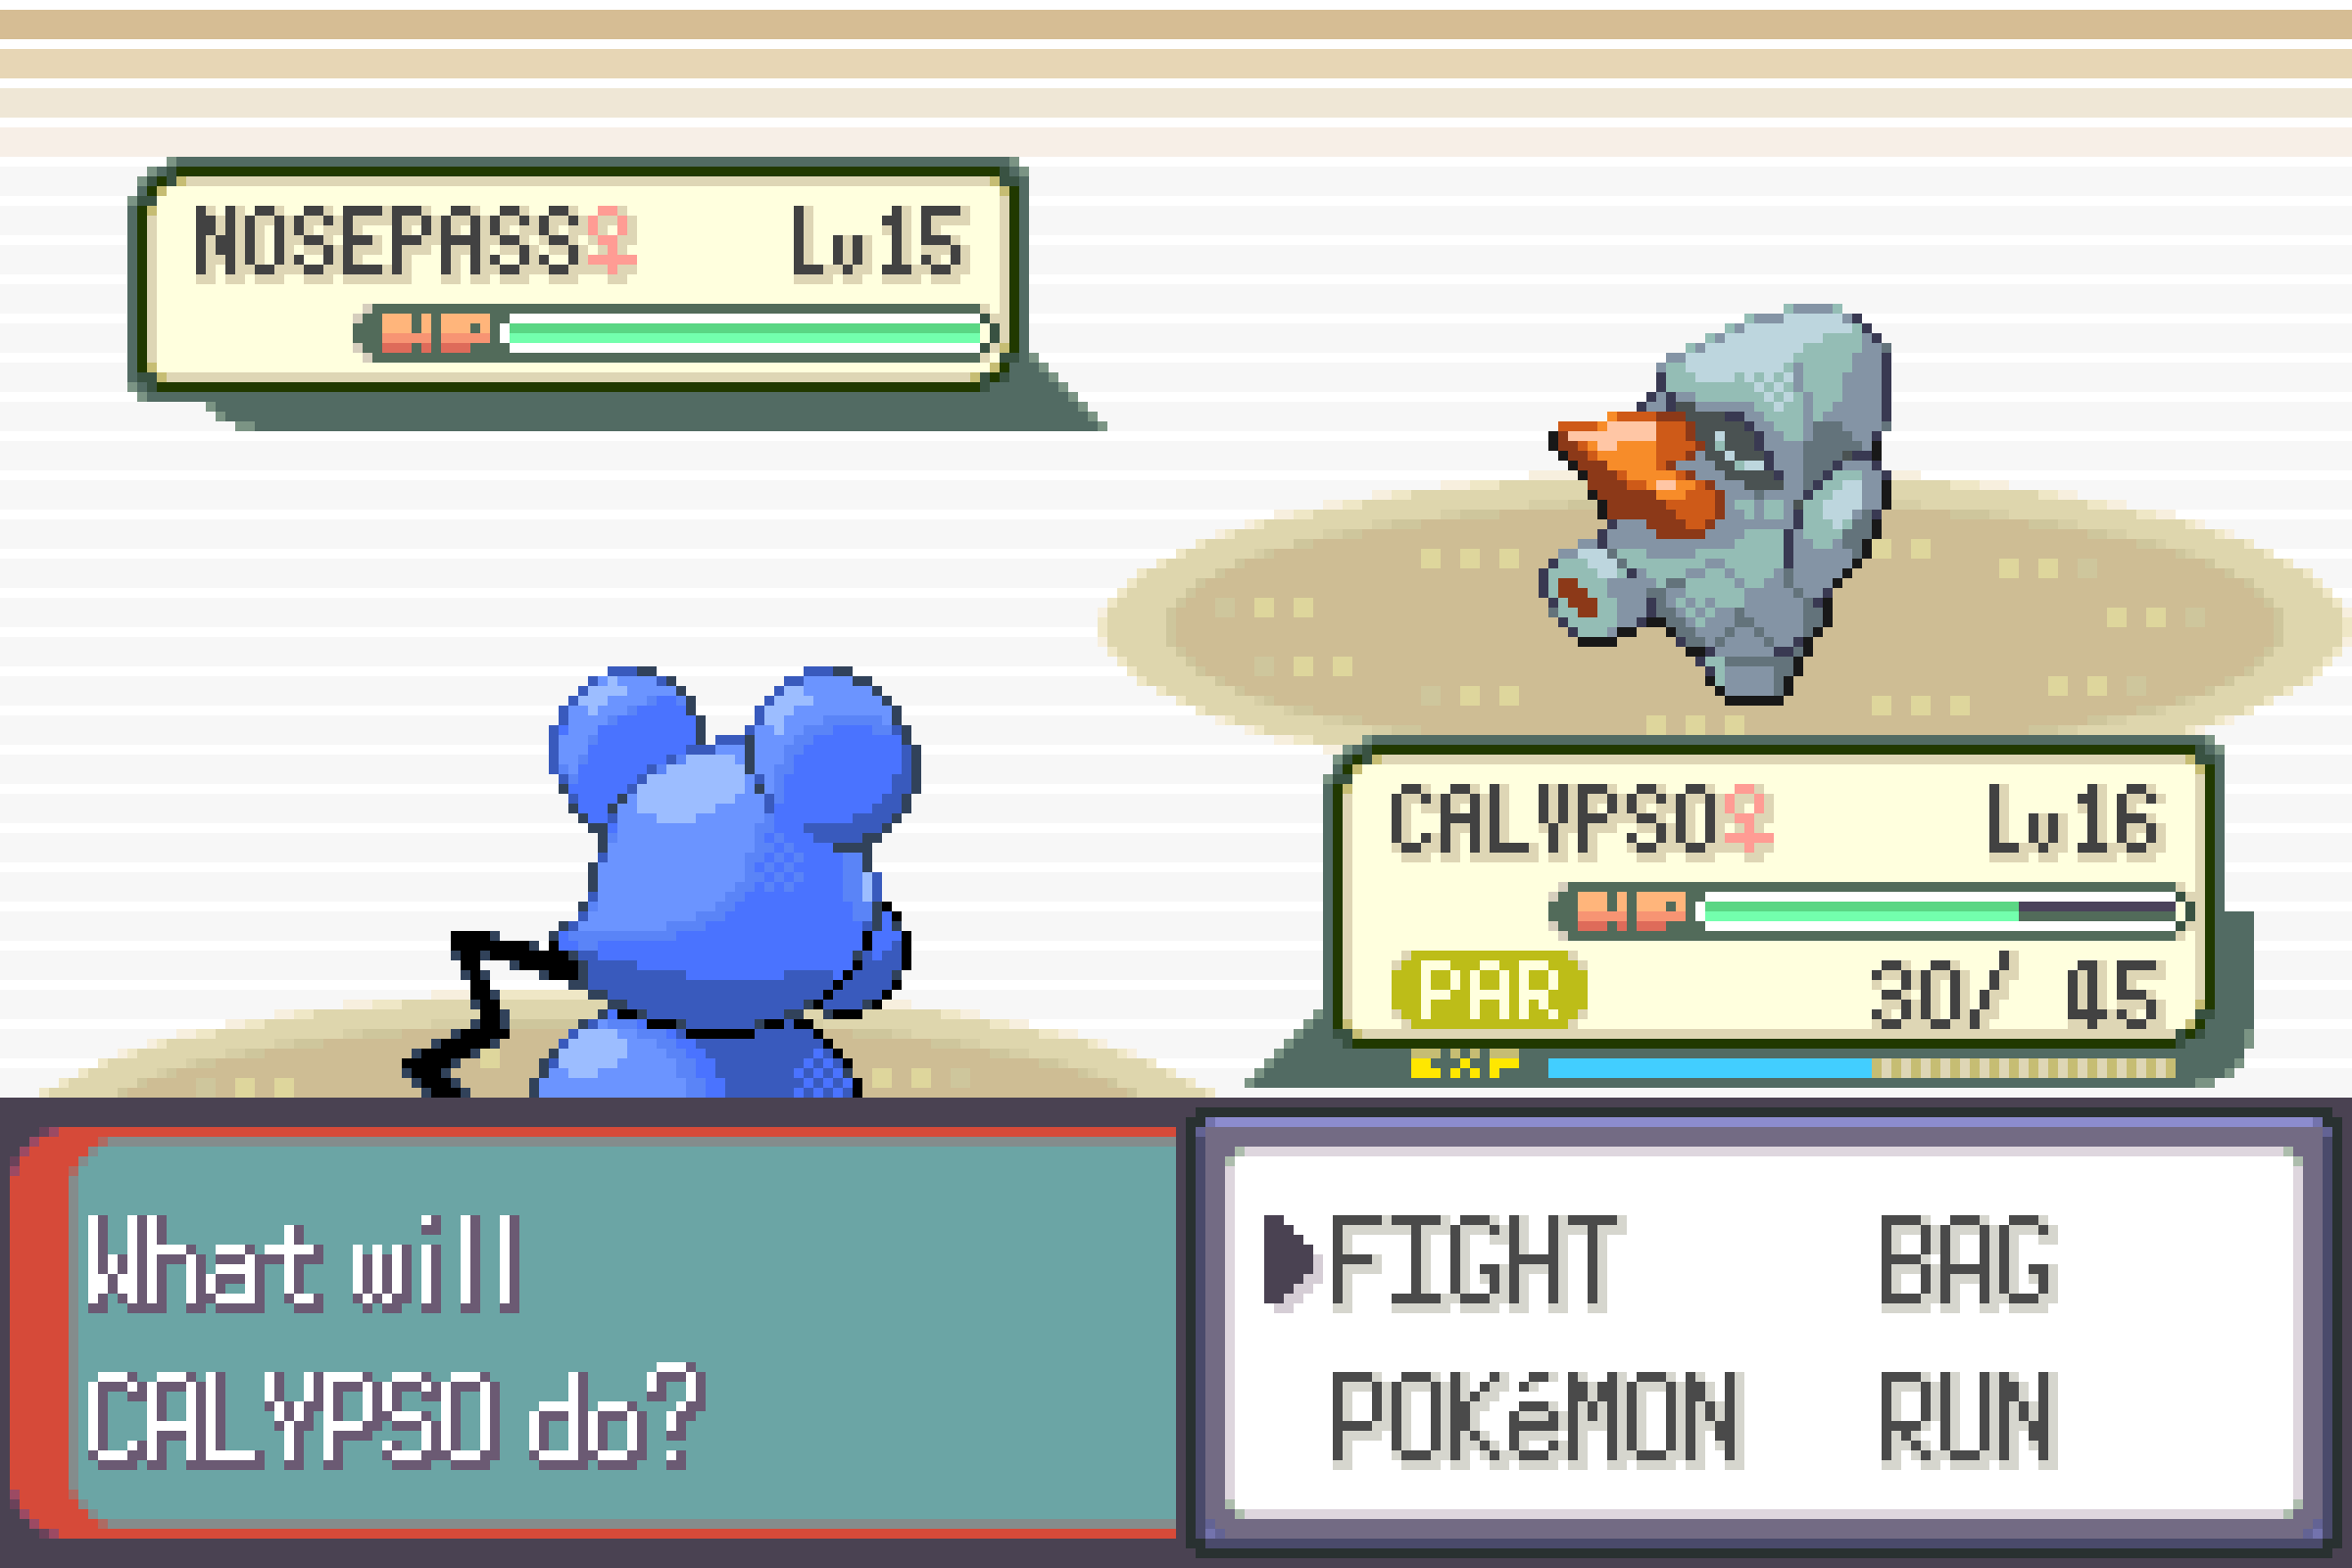 NOSEPASS♀ Lv15
HP
CALYPSO♀ Lv16
HP
PAR 30/ 45
EXP
What will
CALYPSO do?
FIGHT BAG
POKéMON RUN